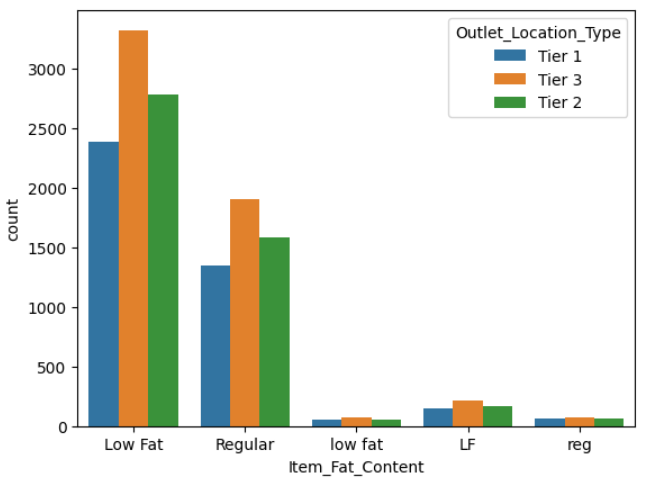 Outlet_Location_Type
Tier 1
Tier 3
Tier 2
3000
2500
2000
1500
1000
500
0
count
Low Fat Regular low fat LF reg
Item_Fat_Content